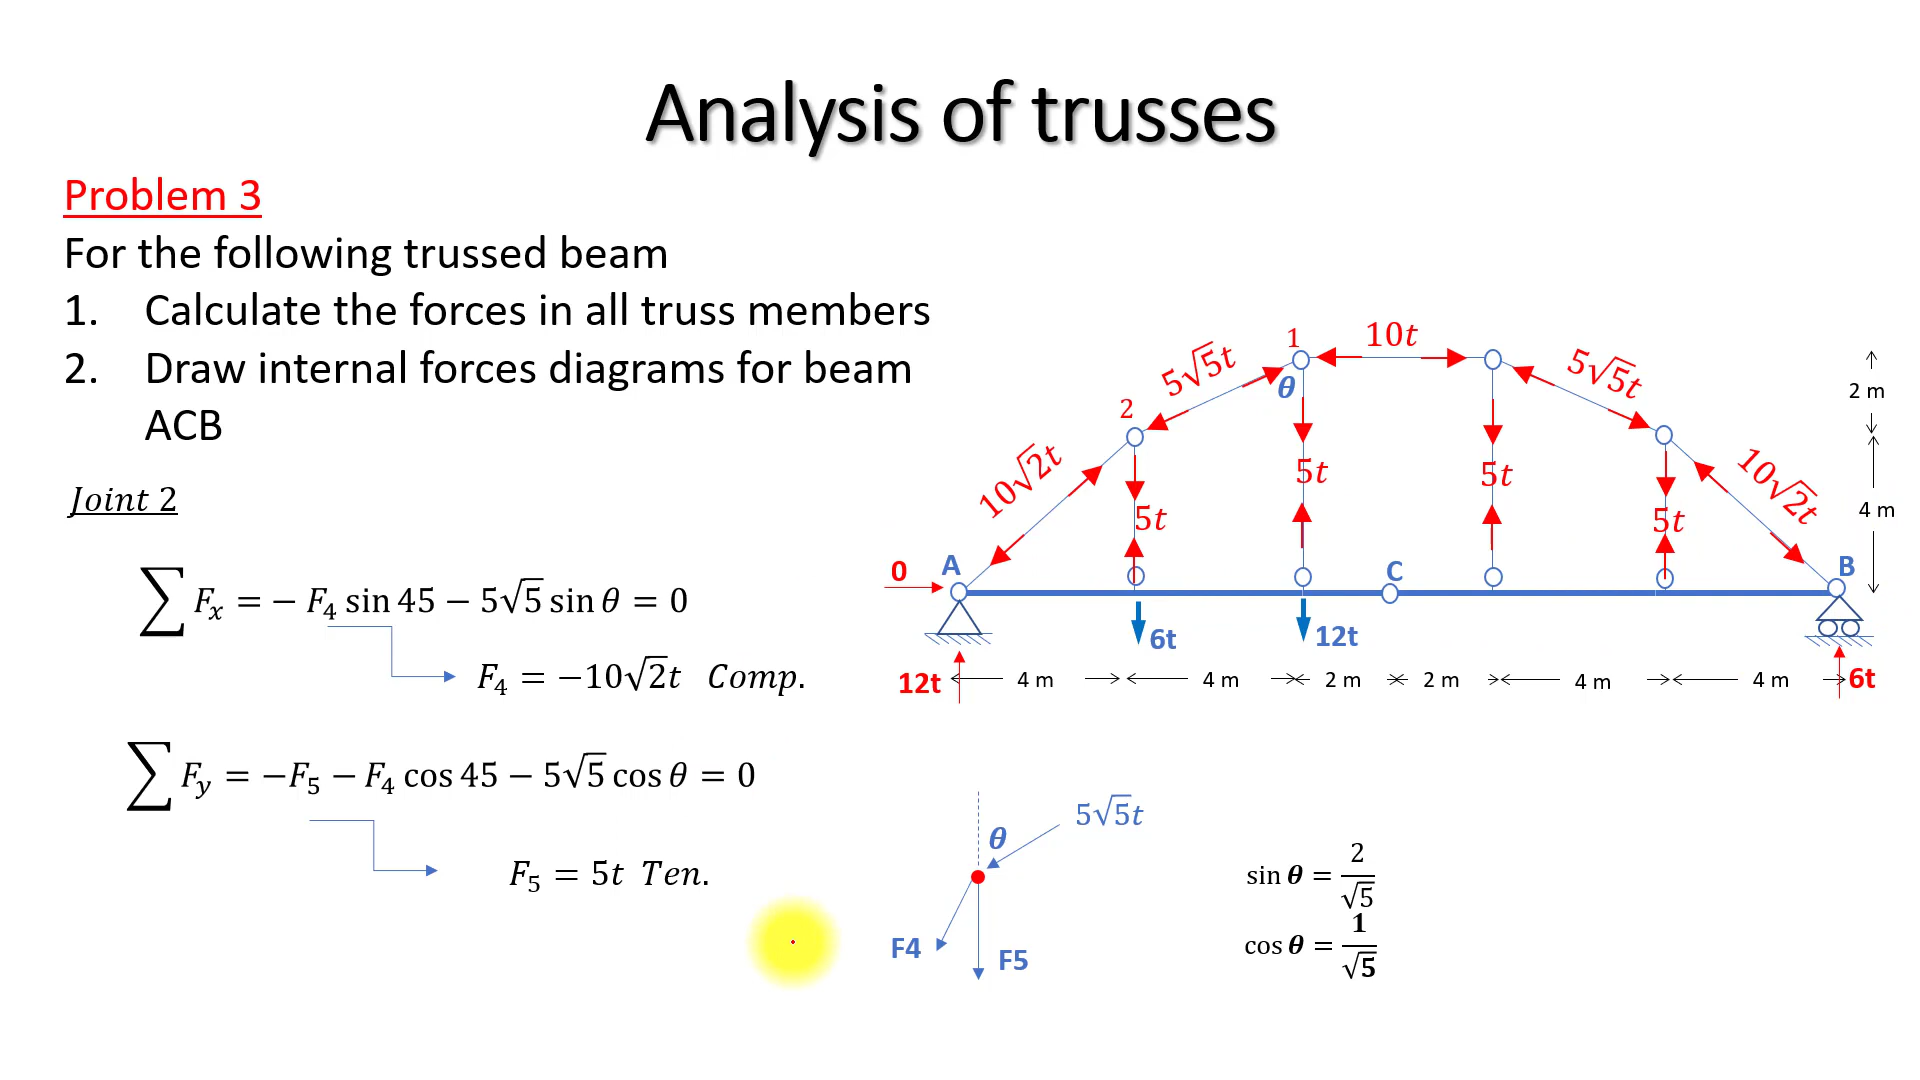 Analysis of trusses
Problem 3
For the following trussed beam
1. Calculate the forces in all truss members
2. Draw internal forces diagrams for beam
ACB
Joint 2
∑ Fₓ = − F₄ sin 45 − 5√5 sin θ = 0
F₄ = −10√2t Comp.
∑ F_y = −F₅ − F₄ cos 45 − 5√5 cos θ = 0
F₅ = 5t Ten.
1
10t
5√5t
5√5t
θ
2 m
2
10√2t
10√2t
5t
5t
5t
5t
4 m
0
A
C
B
6t
12t
12t
4 m
4 m
2 m
2 m
4 m
4 m
6t
5√5t
θ
F4
F5
sin θ = 2/√5
cos θ = 1/√5